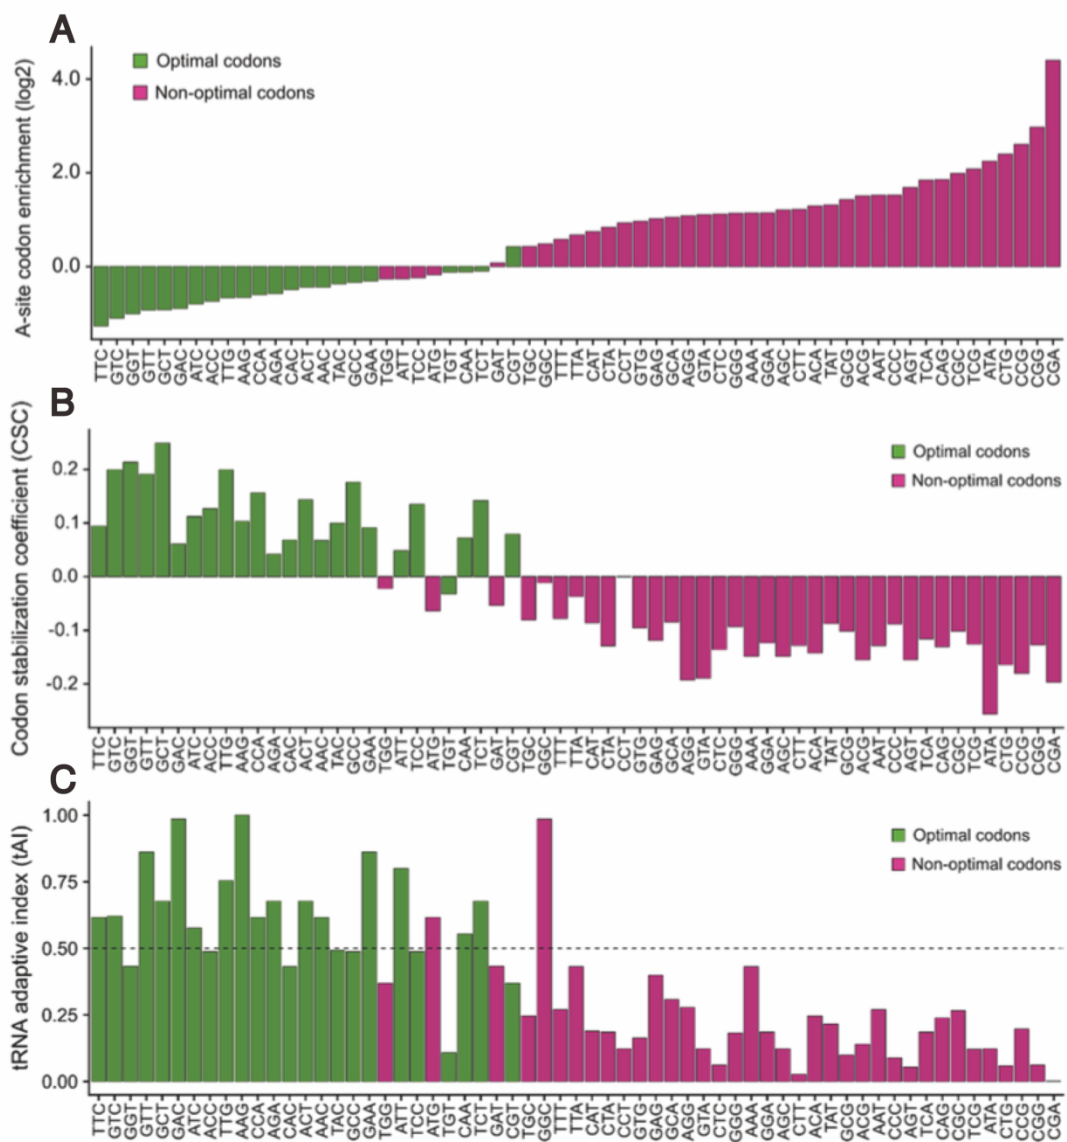 A
A-site codon enrichment (log2)
Optimal codons
Non-optimal codons
4.0
2.0
0.0
TTC GTC GGT GTT GCT GAC ATC ACC TTG AAG CCA AGA CAC ACT AAC TAC GCC GAA TGG ATT TCC ATG TGT CAA TCT GAT CGT TGC GGC TTT TTA CAT CTA CCT GTG GAG GCA AGG GTA CTC GGG AAA GGA AGC CTT ACA TAT GCG ACG AAT CCC AGT TCA CAG CGC TCG ATA CTG CCG CGG CGA
B
Codon stabilization coefficient (CSC)
Optimal codons
Non-optimal codons
0.2
0.1
0.0
-0.1
-0.2
TTC GTC GGT GTT GCT GAC ATC ACC TTG AAG CCA AGA CAC ACT AAC TAC GCC GAA TGG ATT TCC ATG TGT CAA TCT GAT CGT TGC GGC TTT TTA CAT CTA CCT GTG GAG GCA AGG GTA CTC GGG AAA GGA AGC CTT ACA TAT GCG ACG AAT CCC AGT TCA CAG CGC TCG ATA CTG CCG CGG CGA
C
tRNA adaptive index (tAI)
Optimal codons
Non-optimal codons
1.00
0.75
0.50
0.25
0.00
TTC GTC GGT GTT GCT GAC ATC ACC TTG AAG CCA AGA CAC ACT AAC TAC GCC GAA TGG ATT TCC ATG TGT CAA TCT GAT CGT TGC GGC TTT TTA CAT CTA CCT GTG GAG GCA AGG GTA CTC GGG AAA GGA AGC CTT ACA TAT GCG ACG AAT CCC AGT TCA CAG CGC TCG ATA CTG CCG CGG CGA